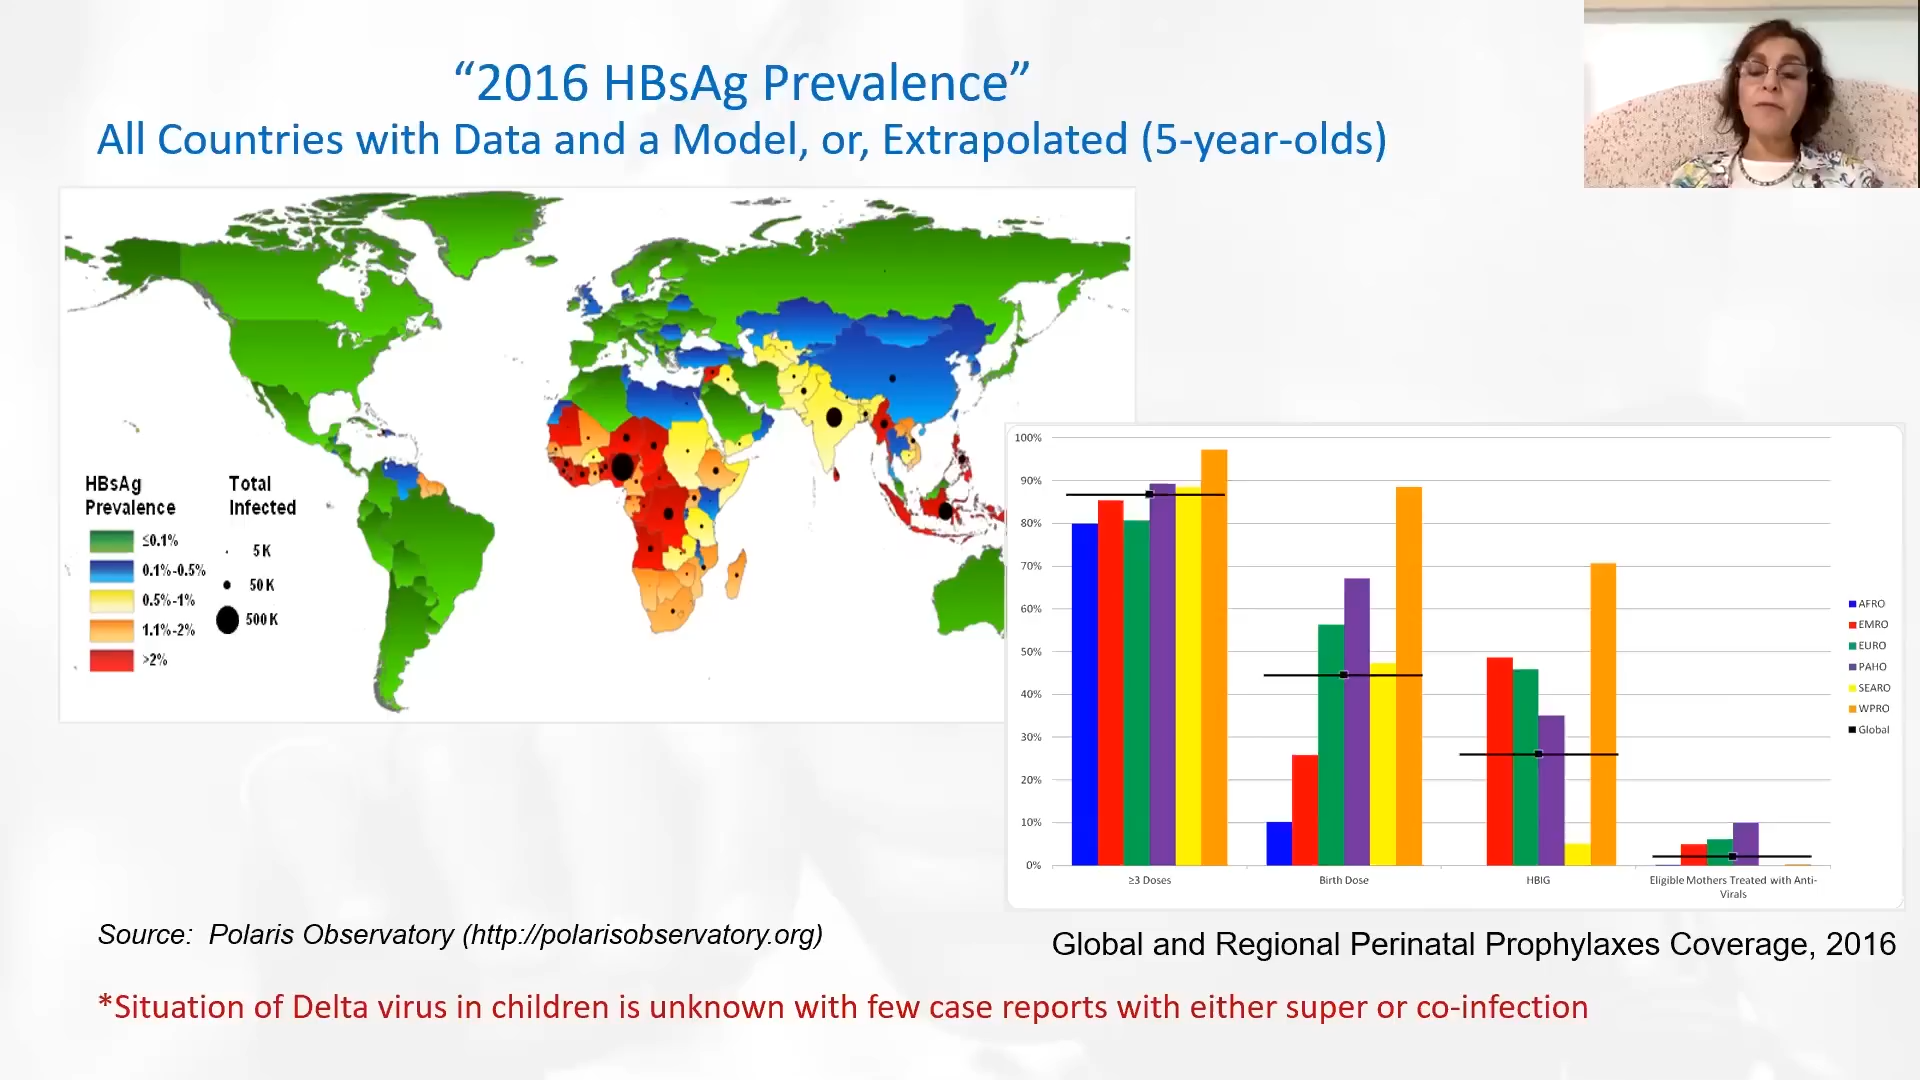 “2016 HBsAg Prevalence”
All Countries with Data and a Model, or, Extrapolated (5-year-olds)
HBsAg
Prevalence
≤0.1%
0.1%-0.5%
0.5%-1%
1.1%-2%
>2%
Total
Infected
5 K
50 K
500 K
100%
90%
80%
70%
60%
50%
40%
30%
20%
10%
0%
≥3 Doses
Birth Dose
HBIG
Eligible Mothers Treated with Anti-
Virals
AFRO
EMRO
EURO
PAHO
SEARO
WPRO
Global
Source: Polaris Observatory (http://polarisobservatory.org)
Global and Regional Perinatal Prophylaxes Coverage, 2016
*Situation of Delta virus in children is unknown with few case reports with either super or co-infection